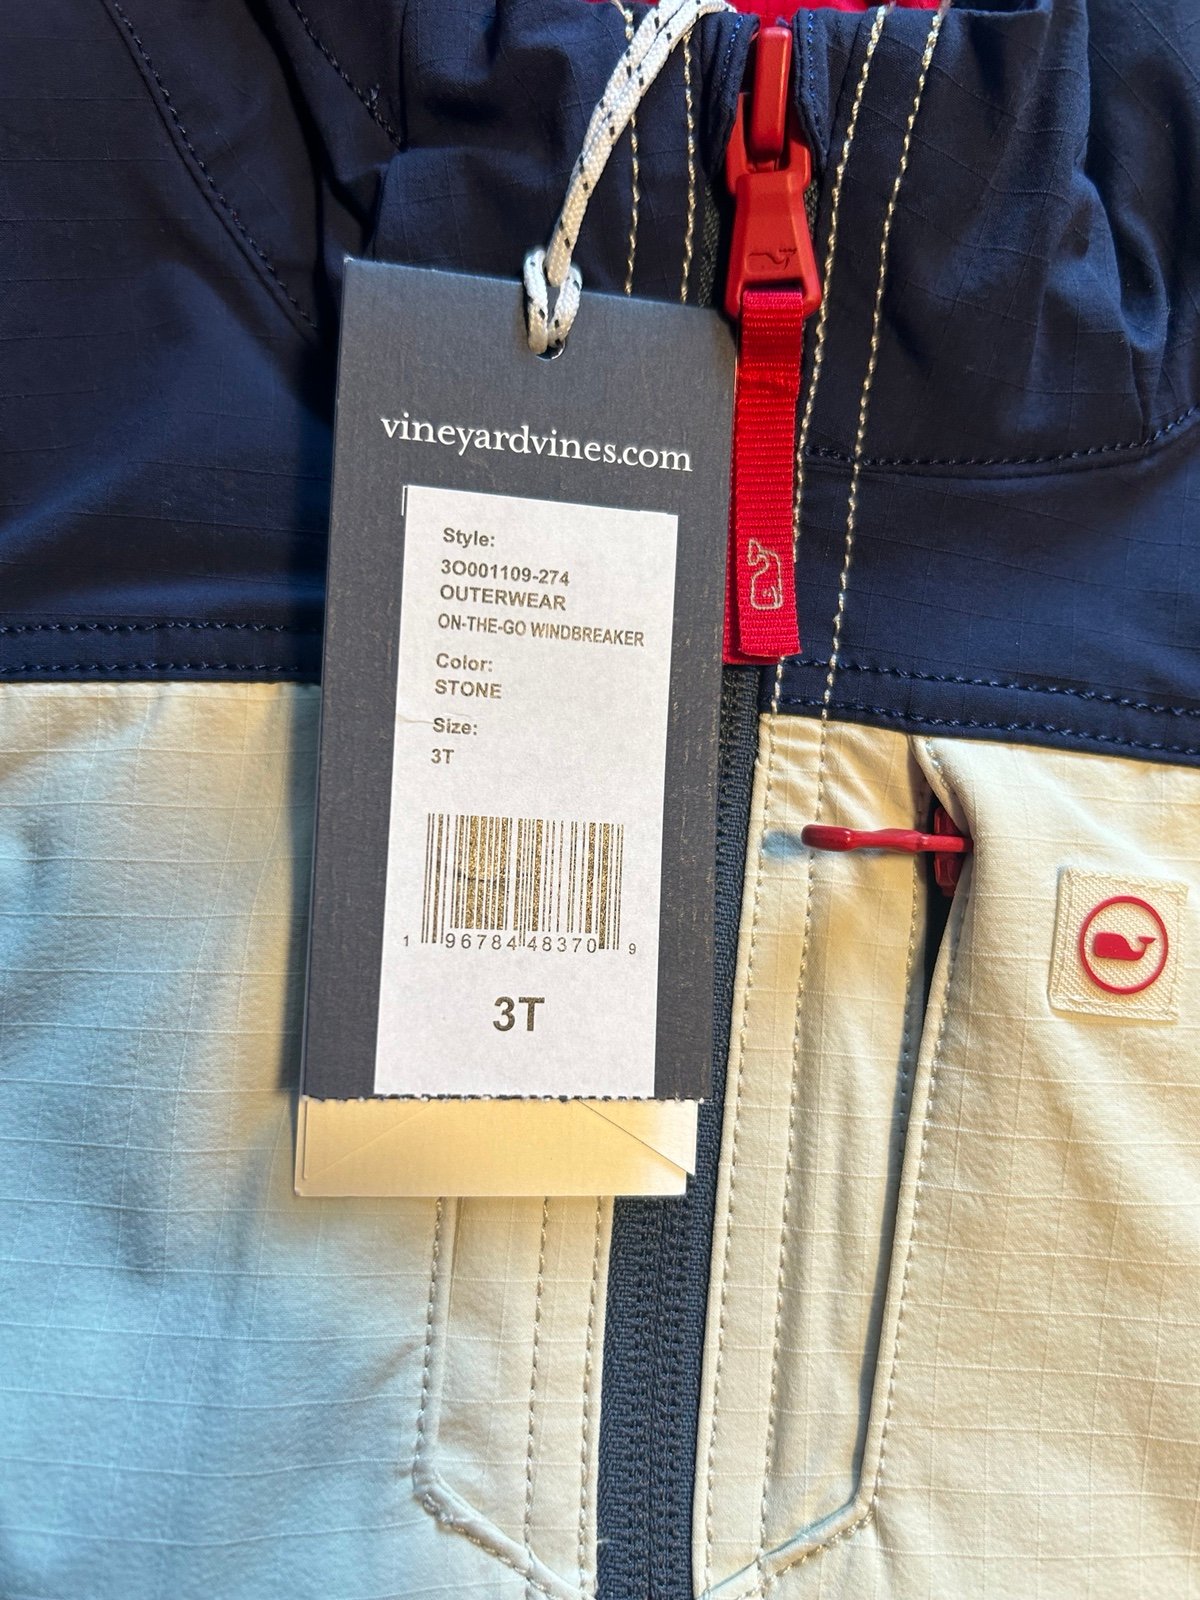 vineyardvines.com
Style:
3O001109-274
OUTERWEAR
ON-THE-GO WINDBREAKER
Color:
STONE
Size:
3T
1 96784 48370 9
3T